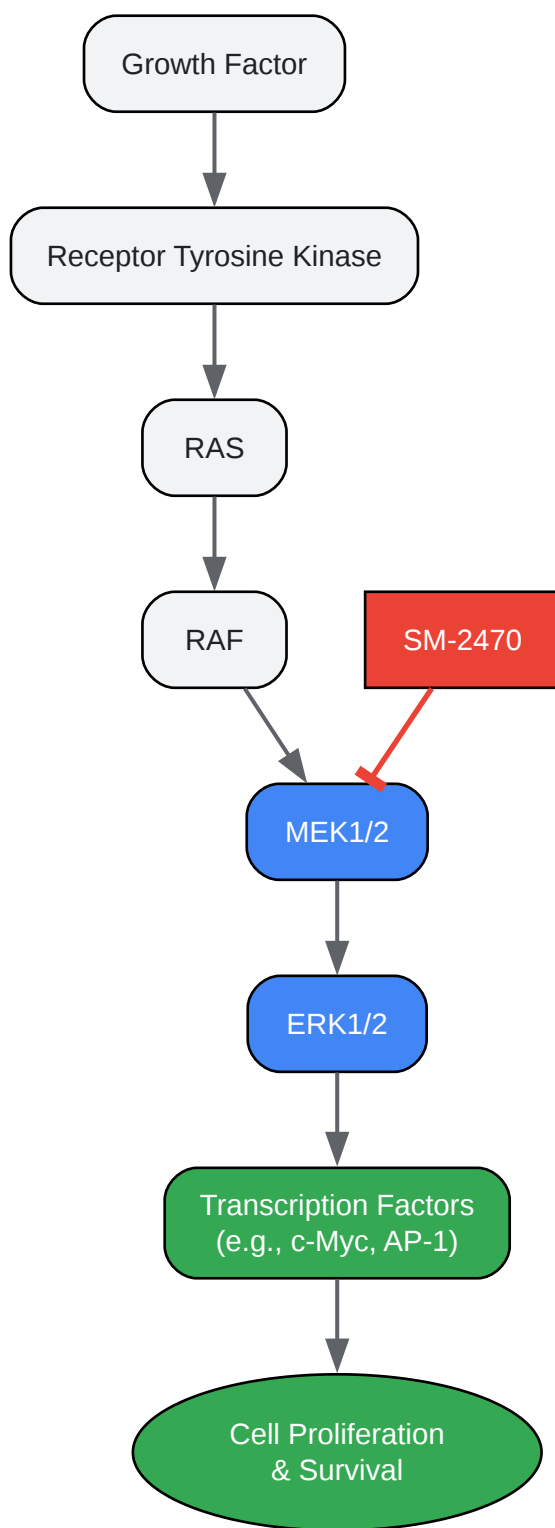 Growth Factor
Receptor Tyrosine Kinase
RAS
RAF
SM-2470
MEK1/2
ERK1/2
Transcription Factors
(e.g., c-Myc, AP-1)
Cell Proliferation
& Survival